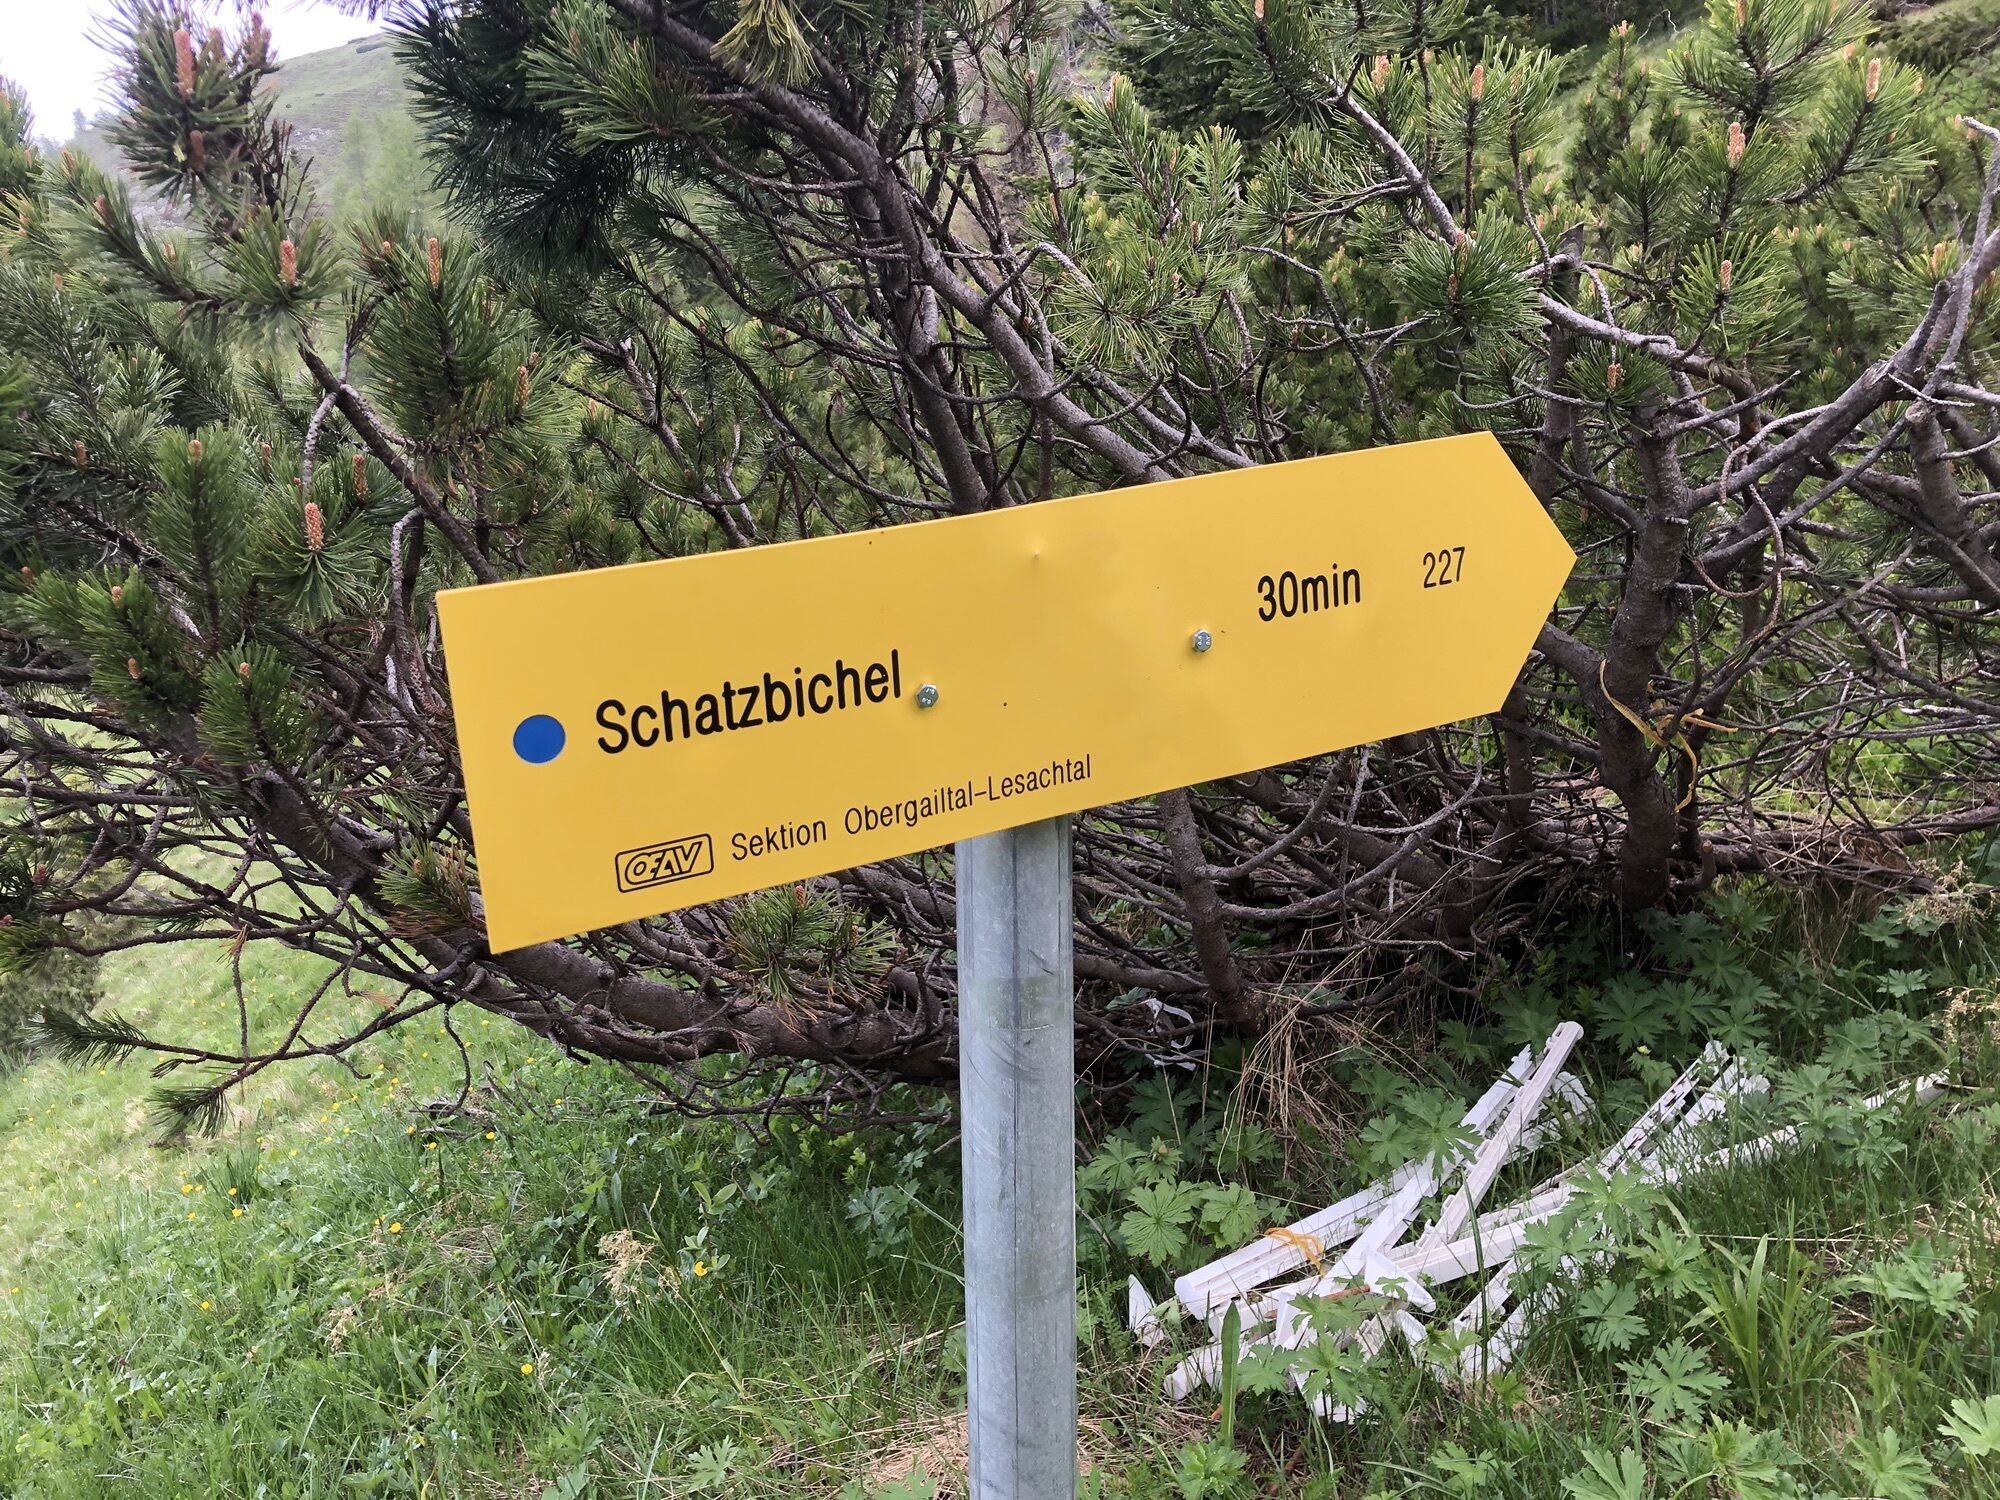 Schatzbichel 30min 227
OEAV Sektion Obergailtal-Lesachtal